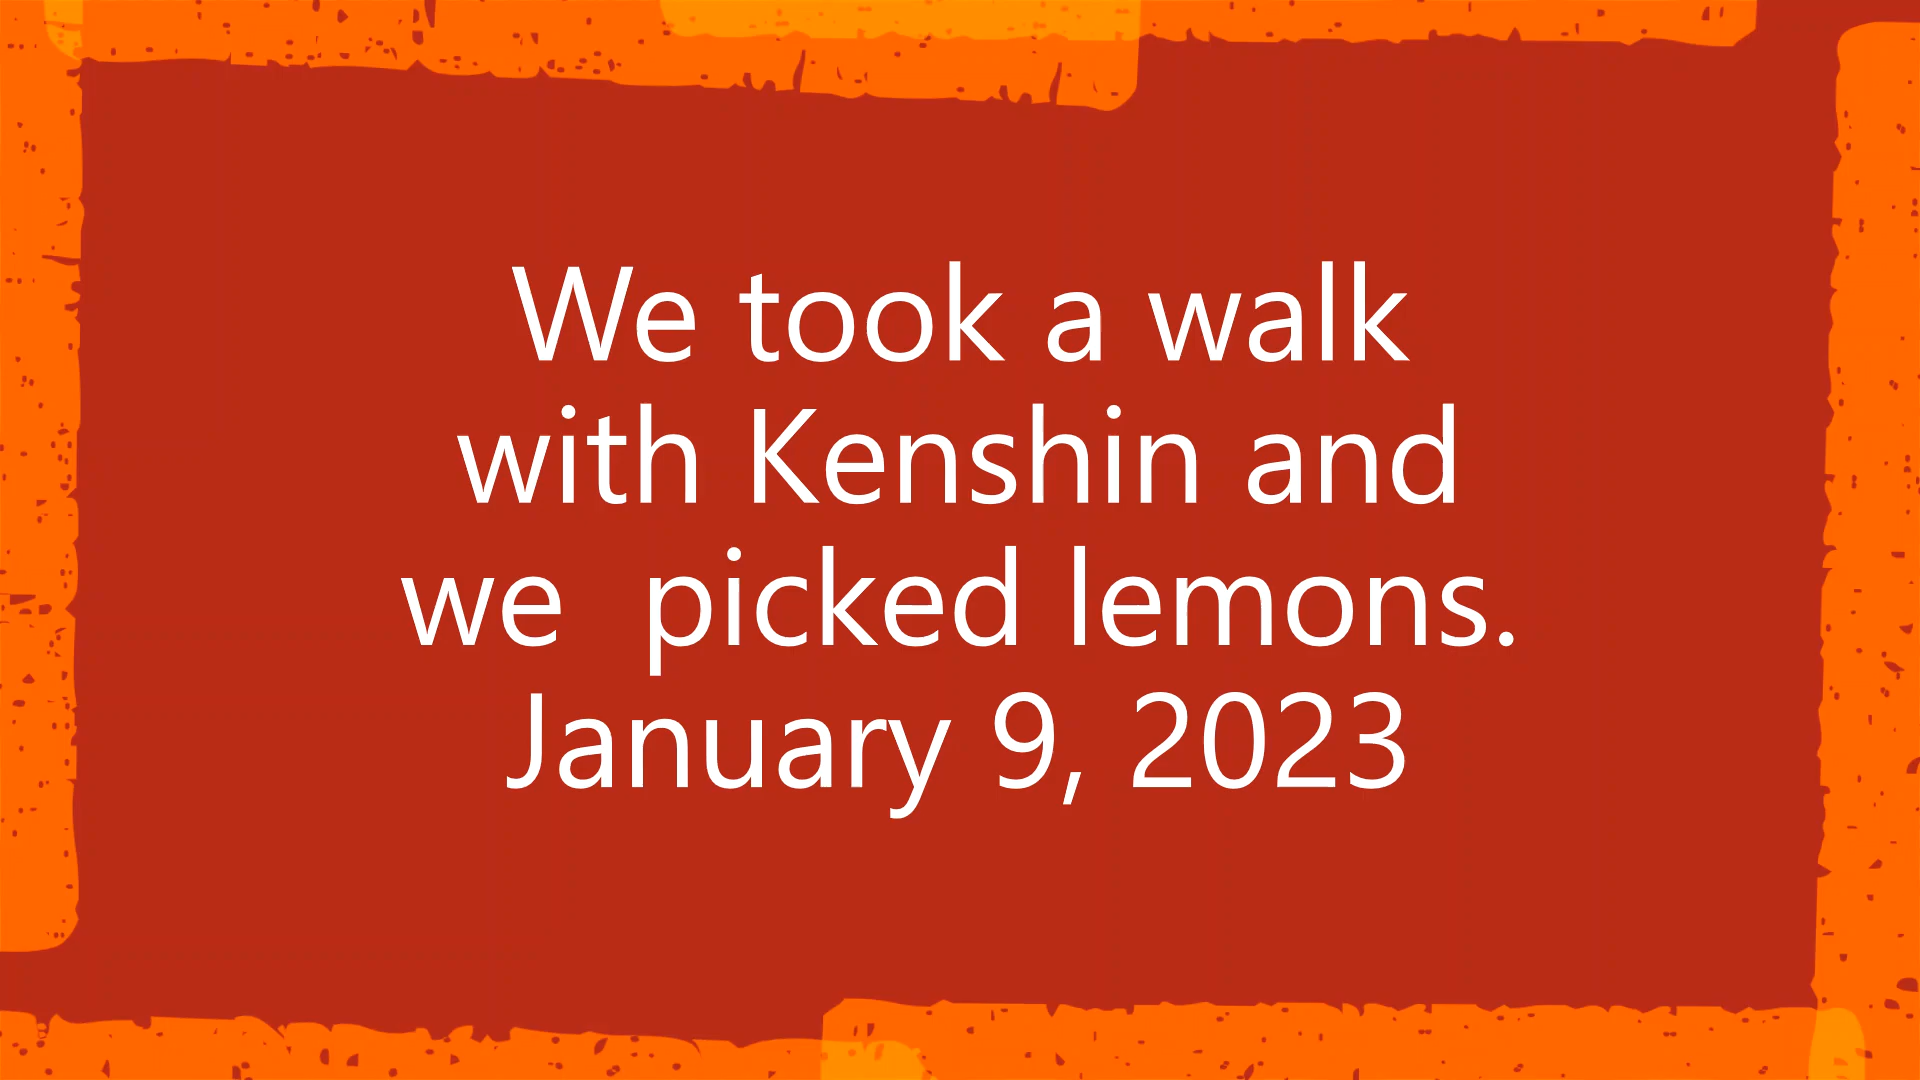 We took a walk
with Kenshin and
we  picked lemons.
January 9, 2023